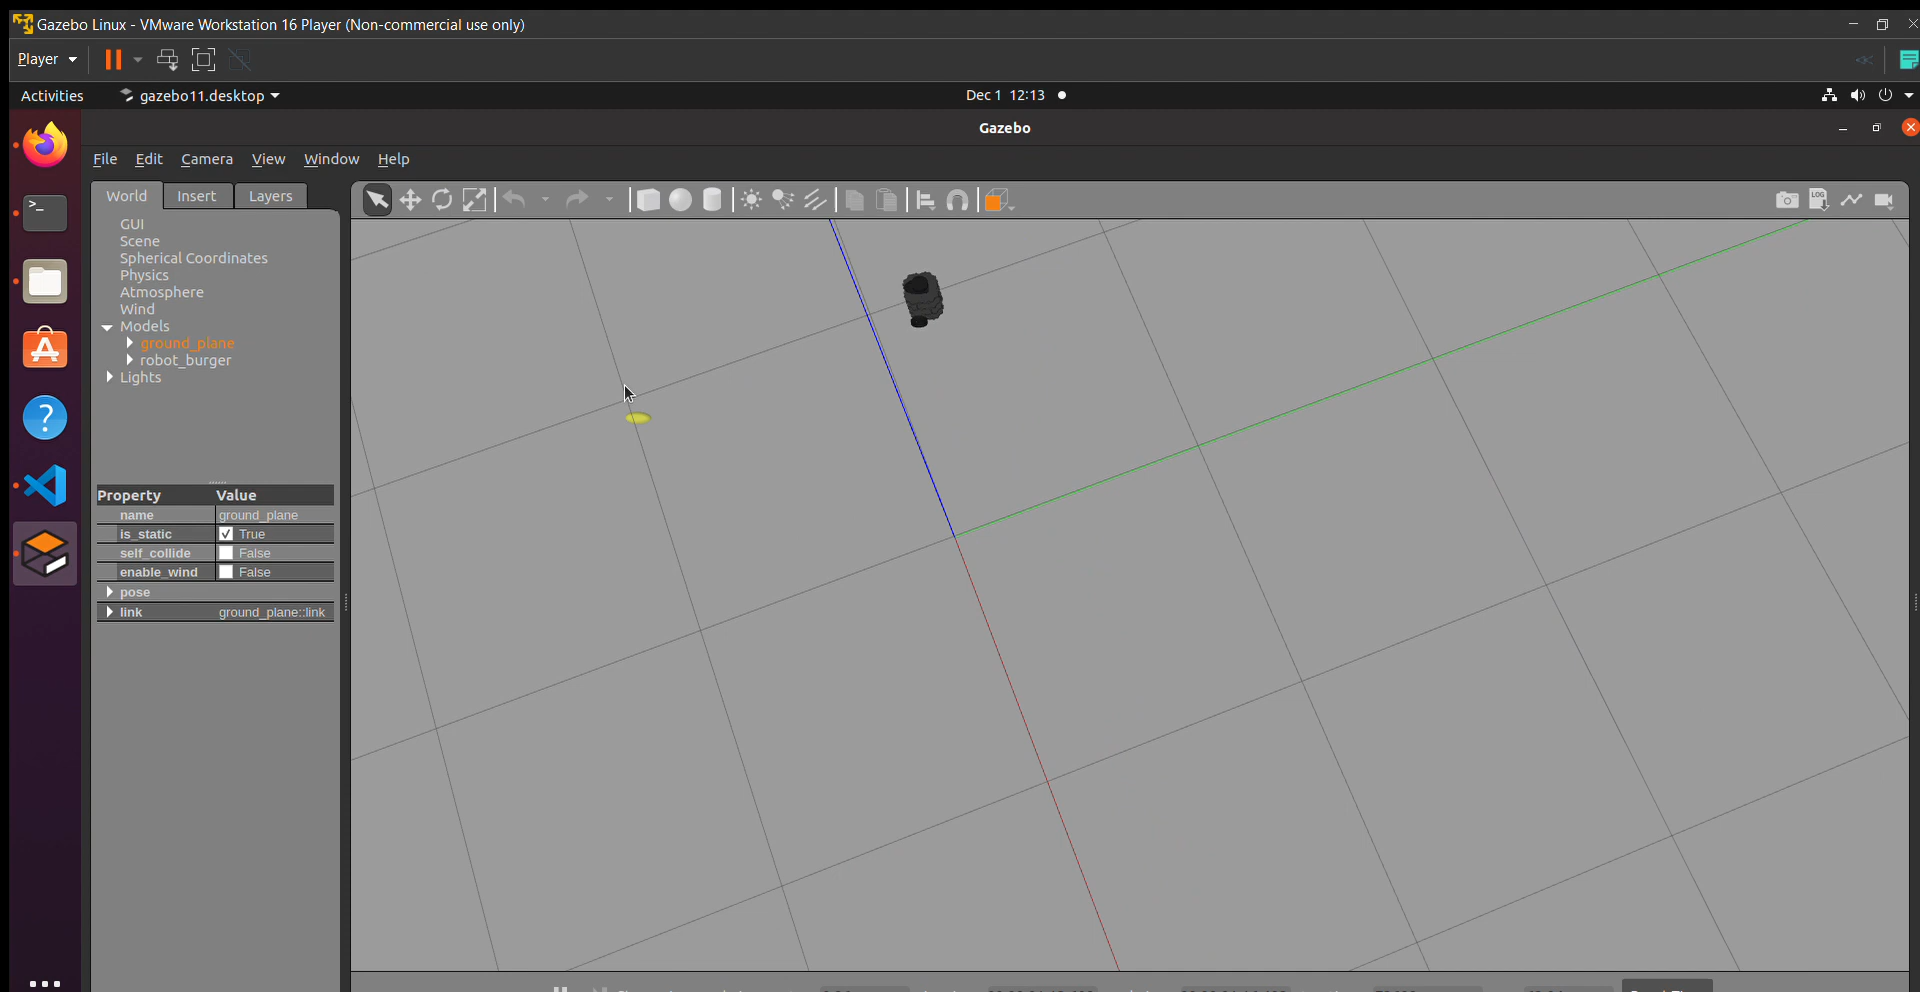 Gazebo Linux - VMware Workstation 16 Player (Non-commercial use only)
Player
Activities
gazebo11.desktop
Dec 1 12:13
Gazebo
File Edit Camera View Window Help
World Insert Layers
LOG
GUI
Scene
Spherical Coordinates
Physics
Atmosphere
Wind
Models
ground_plane
robot_burger
Lights
Property Value
name ground_plane
is_static True
self_collide False
enable_wind False
pose
link ground_plane::link